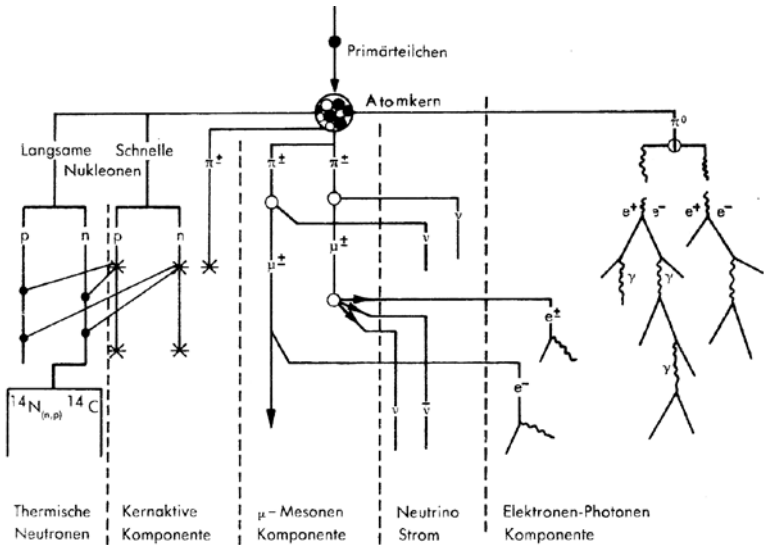 Primärteilchen
Atomkern
π⁰
Langsame Schnelle
Nukleonen
π± π± π±
p n p n
e⁺ e⁻ e⁺ e⁻
ν
ν
μ± μ±
γ γ
e±
γ
e⁻
¹⁴N(n,p) ¹⁴C
ν ν̄
Thermische Neutronen
Kernaktive Komponente
μ-Mesonen Komponente
Neutrino Strom
Elektronen-Photonen Komponente